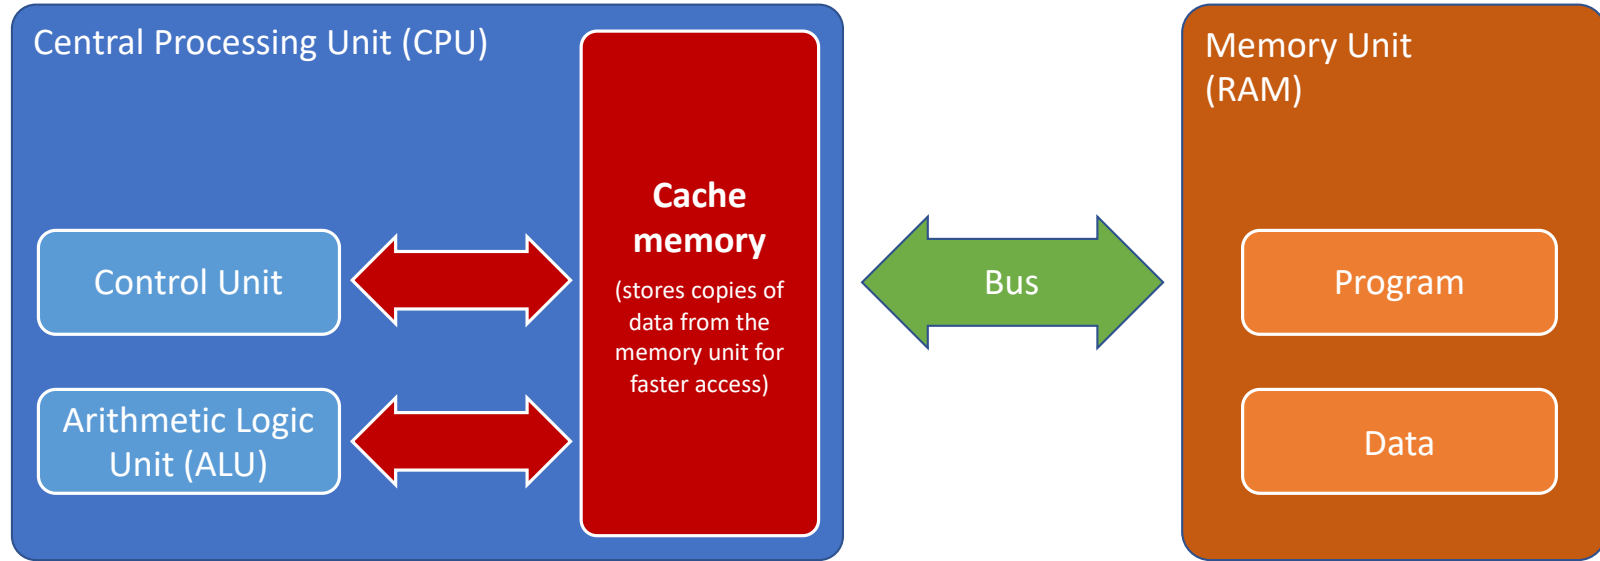 Central Processing Unit (CPU)
Cache
memory
(stores copies of
data from the
memory unit for
faster access)
Control Unit
Arithmetic Logic
Unit (ALU)
Bus
Memory Unit
(RAM)
Program
Data